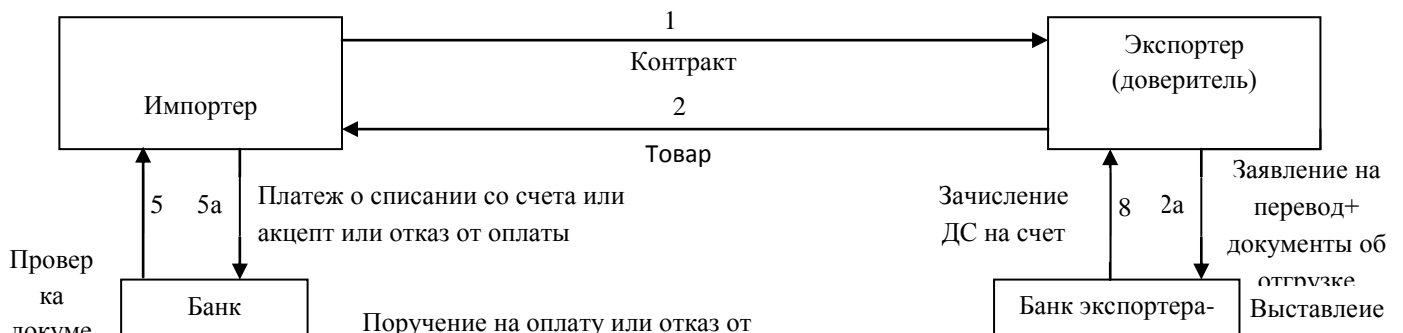 1
Контракт
Экспортер
(доверитель)
Импортер
2
Товар
5
5а
Платеж о списании со счета или
акцепт или отказ от оплаты
Зачисление
ДС на счет
8
2а
Заявление на
перевод+
документы об
отгрузке
Провер
ка
докуме
Банк
Поручение на оплату или отказ от
Банк экспортера-
Выставлеие